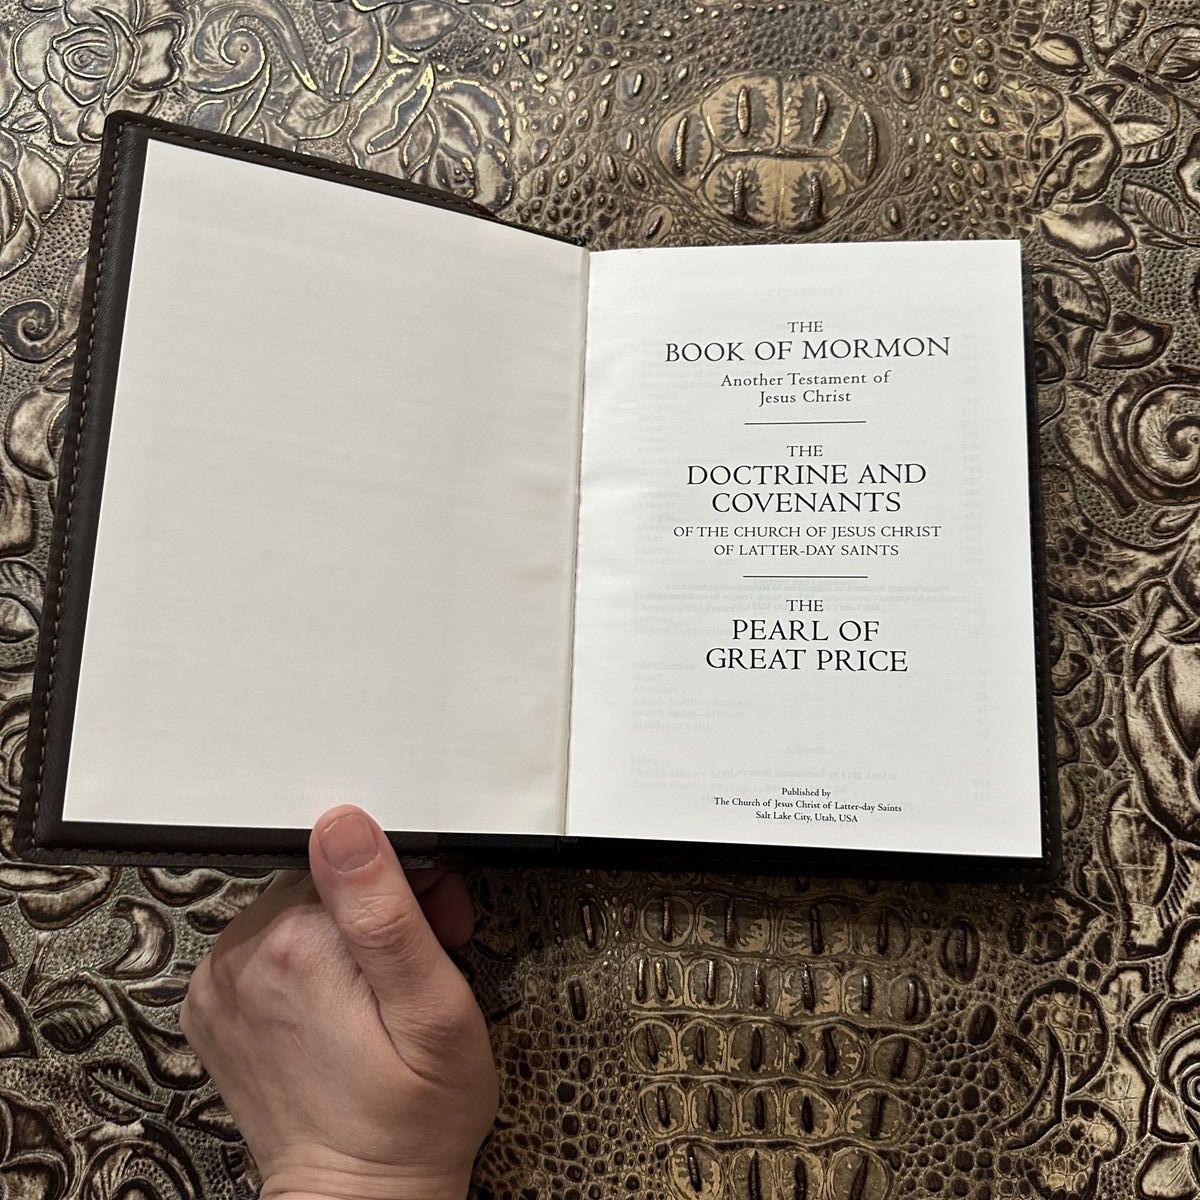 THE
BOOK OF MORMON
Another Testament of
Jesus Christ
THE
DOCTRINE AND
COVENANTS
OF THE CHURCH OF JESUS CHRIST
OF LATTER-DAY SAINTS
THE
PEARL OF
GREAT PRICE
Published by
The Church of Jesus Christ of Latter-day Saints
Salt Lake City, Utah, USA